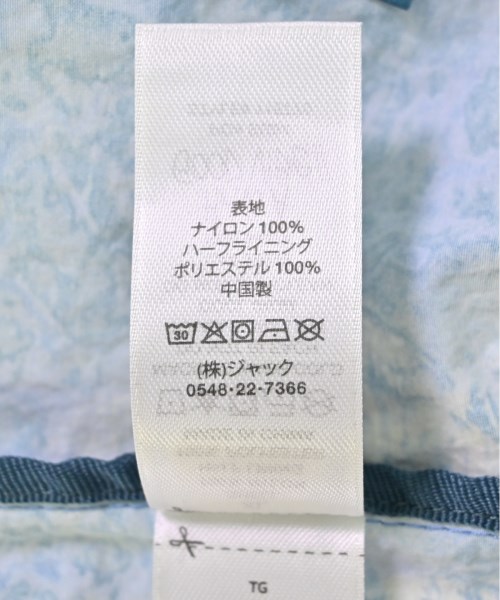 表地
ナイロン 100%
ハーフライニング
ポリエステル 100%
中国製
30
(株)ジャック
0548・22・7366
TG